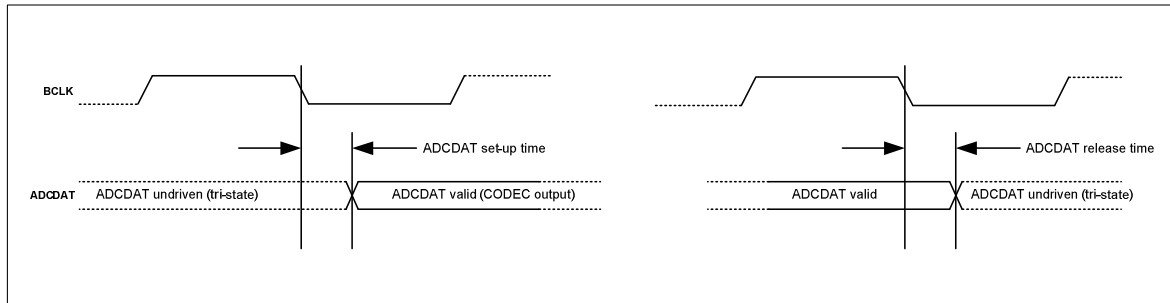 BCLK
ADCDAT set-up time
ADCDAT release time
ADCDAT
ADCDAT undriven (tri-state)
ADCDAT valid (CODEC output)
ADCDAT valid
ADCDAT undriven (tri-state)